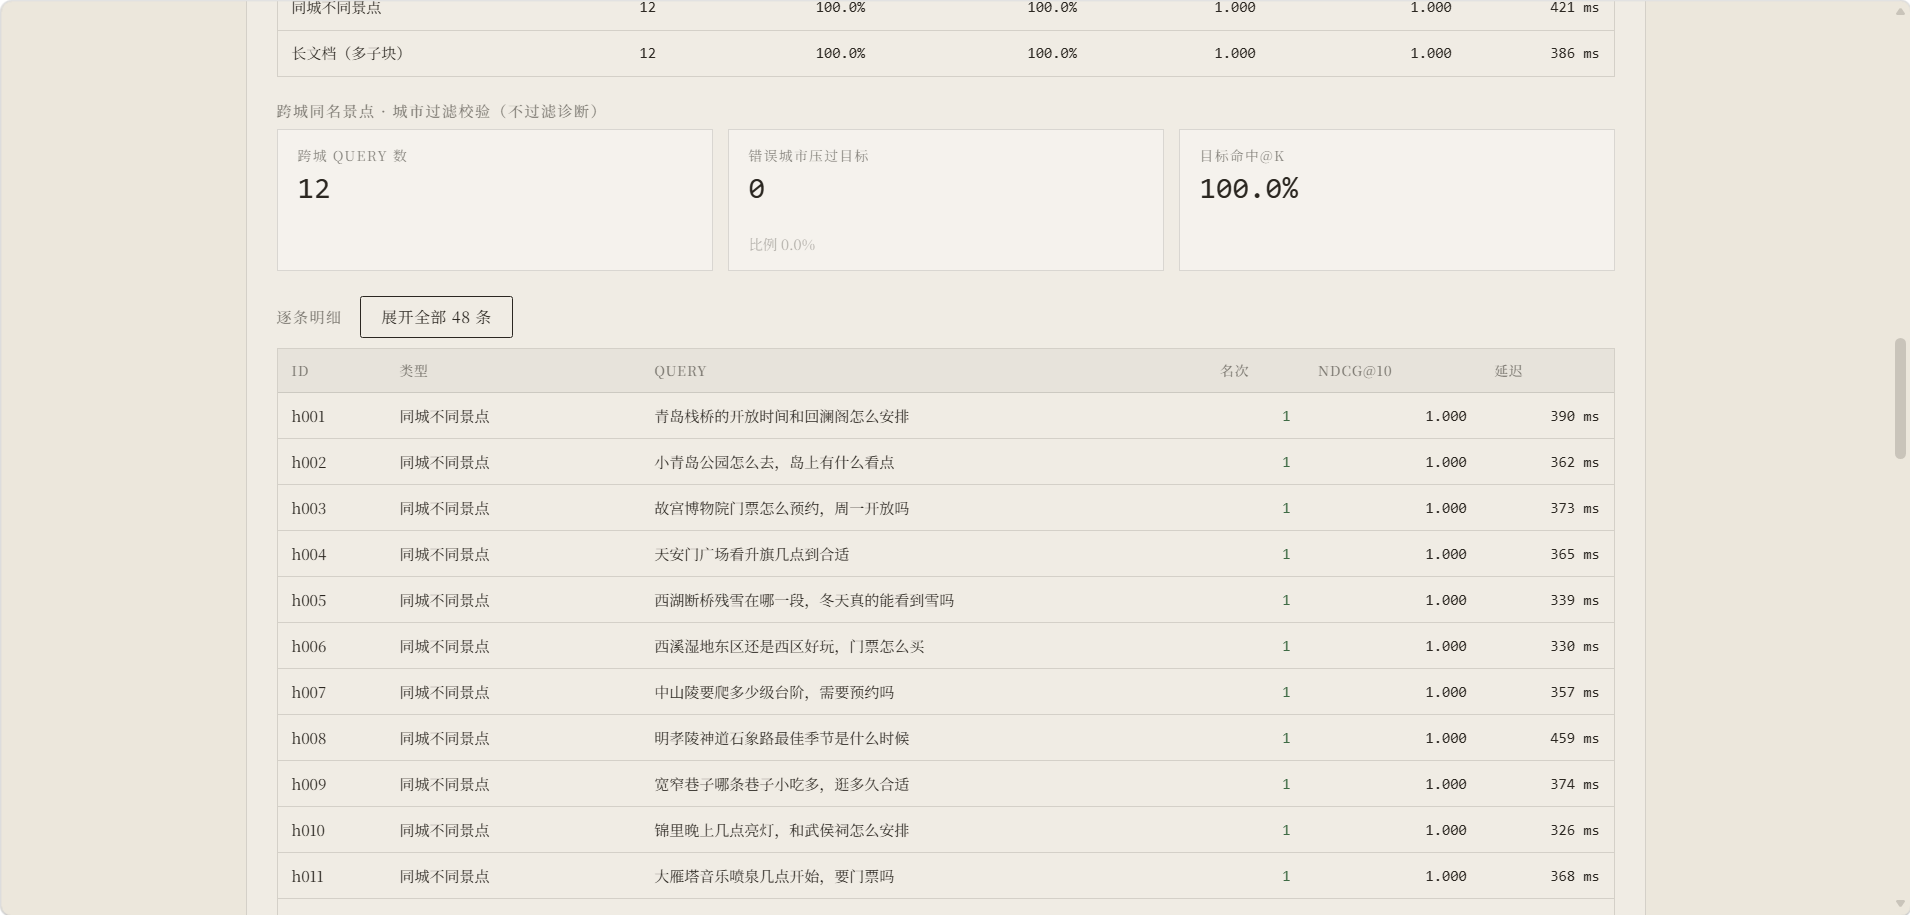 同城不同景点 12 100.0% 100.0% 1.000 1.000 421 ms
长文档（多子块） 12 100.0% 100.0% 1.000 1.000 386 ms
跨城同名景点 · 城市过滤校验（不过滤诊断）
跨城 QUERY 数 错误城市压过目标 目标命中@K
12 0 100.0%
比例 0.0%
逐条明细 展开全部 48 条
ID 类型 QUERY 名次 NDCG@10 延迟
h001 同城不同景点 青岛栈桥的开放时间和回澜阁怎么安排 1 1.000 390 ms
h002 同城不同景点 小青岛公园怎么去，岛上有什么看点 1 1.000 362 ms
h003 同城不同景点 故宫博物院门票怎么预约，周一开放吗 1 1.000 373 ms
h004 同城不同景点 天安门广场看升旗几点到合适 1 1.000 365 ms
h005 同城不同景点 西湖断桥残雪在哪一段，冬天真的能看到雪吗 1 1.000 339 ms
h006 同城不同景点 西溪湿地东区还是西区好玩，门票怎么买 1 1.000 330 ms
h007 同城不同景点 中山陵要爬多少级台阶，需要预约吗 1 1.000 357 ms
h008 同城不同景点 明孝陵神道石象路最佳季节是什么时候 1 1.000 459 ms
h009 同城不同景点 宽窄巷子哪条巷子小吃多，逛多久合适 1 1.000 374 ms
h010 同城不同景点 锦里晚上几点亮灯，和武侯祠怎么安排 1 1.000 326 ms
h011 同城不同景点 大雁塔音乐喷泉几点开始，要门票吗 1 1.000 368 ms